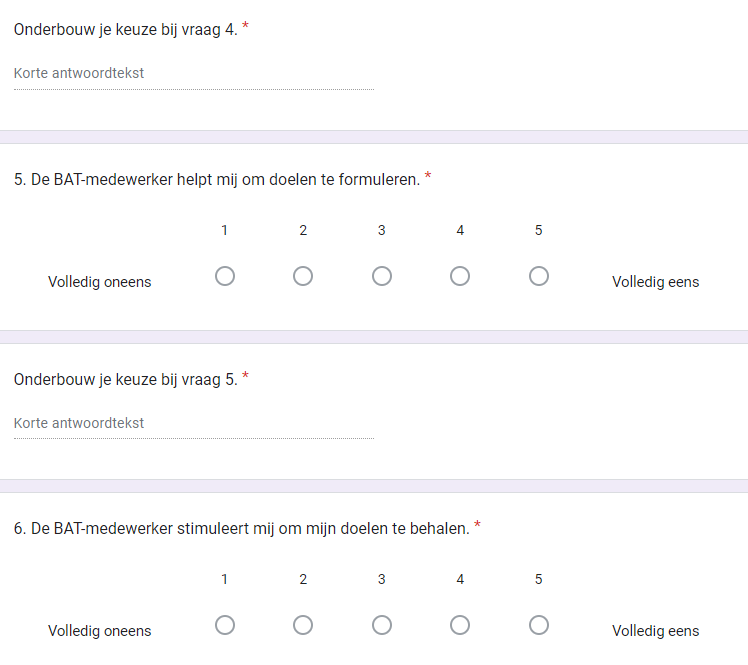 Onderbouw je keuze bij vraag 4. *
Korte antwoordtekst
5. De BAT-medewerker helpt mij om doelen te formuleren. *
1 2 3 4 5
Volledig oneens Volledig eens
Onderbouw je keuze bij vraag 5. *
Korte antwoordtekst
6. De BAT-medewerker stimuleert mij om mijn doelen te behalen. *
1 2 3 4 5
Volledig oneens Volledig eens